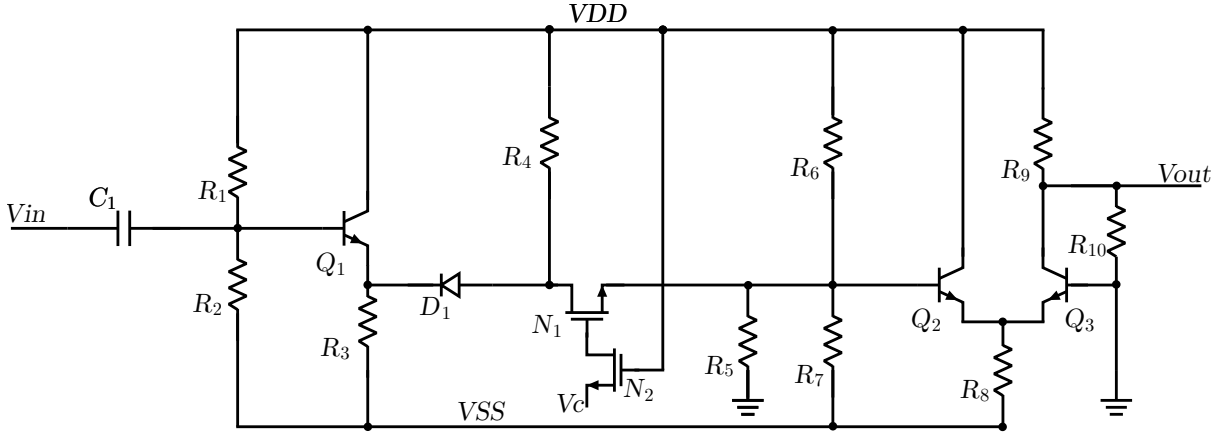 VDD
R4
R6
R1
R9
Vout
C1
Vin
R10
Q1
R2
D1
N1
Q2
Q3
R3
R5
R7
N2
R8
Vc
VSS